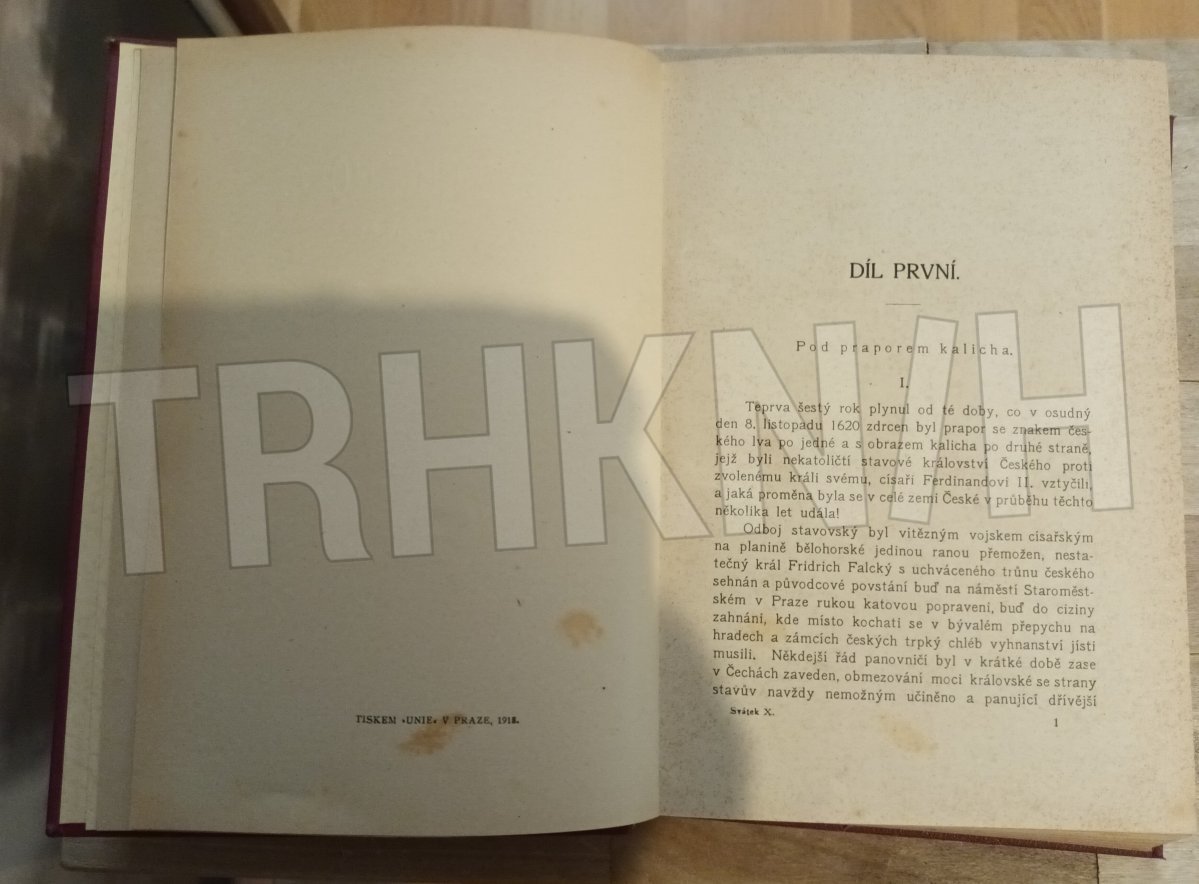 TISKEM »UNIE« V PRAZE, 1918.
DÍL PRVNÍ.
Pod praporem kalicha.
I.
Teprva šestý rok plynul od té doby, co v osudný
den 8. listopadu 1620 zdrcen byl prapor se znakem čes-
kého lva po jedné a s obrazem kalicha po druhé straně,
jejž byli nekatoličtí stavové království Českého proti
zvolenému králi svému, císaři Ferdinandovi II. vztyčili,
a jaká proměna byla se v celé zemi České v průběhu těchto
několika let udála!
Odboj stavovský byl vítězným vojskem císařským
na planině bělohorské jedinou ranou přemožen, nesta-
tečný král Fridrich Falcký s uchváceného trůnu českého
sehnán a původcové povstání buď na náměstí Staroměst-
ském v Praze rukou katovou popraveni, buď do ciziny
zahnáni, kde místo kochati se v bývalém přepychu na
hradech a zámcích českých trpký chléb vyhnanství jísti
musili. Někdejší řád panovničí byl v krátké době zase
v Čechách zaveden, obmezování moci královské se strany
stavův navždy nemožným učiněno a panující dřívější
Svátek X.
1
TRHKNIH